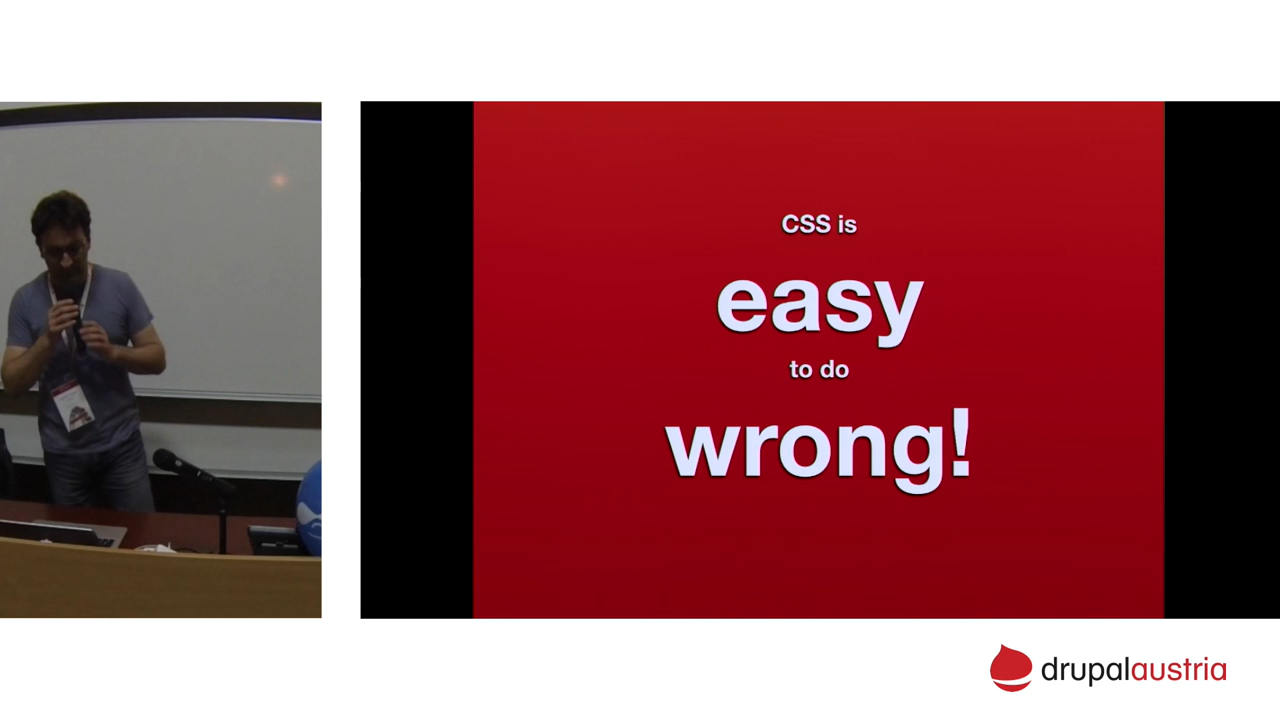 CSS is
easy
to do
wrong!
drupalaustria